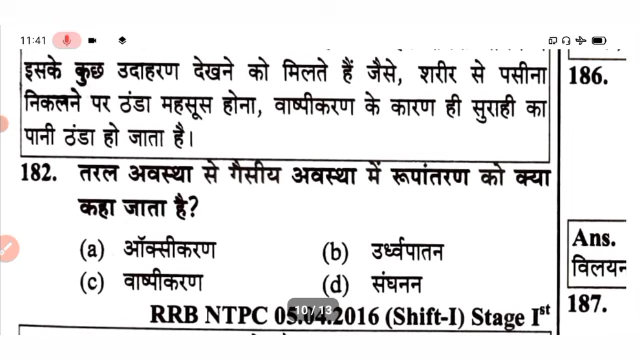 11:41
इसके कुछ उदाहरण देखने को मिलते हैं जैसे, शरीर से पसीना
निकलने पर ठंडा महसूस होना, वाष्पीकरण के कारण ही सुराही का
पानी ठंडा हो जाता है।
182. तरल अवस्था से गैसीय अवस्था में रूपांतरण को क्या
कहा जाता है?
(a) ऑक्सीकरण (b) उर्ध्वपातन
(c) वाष्पीकरण (d) संघनन
10/13
RRB NTPC 05.04.2016 (Shift-I) Stage Ist
186.
Ans.
विलयन
187.